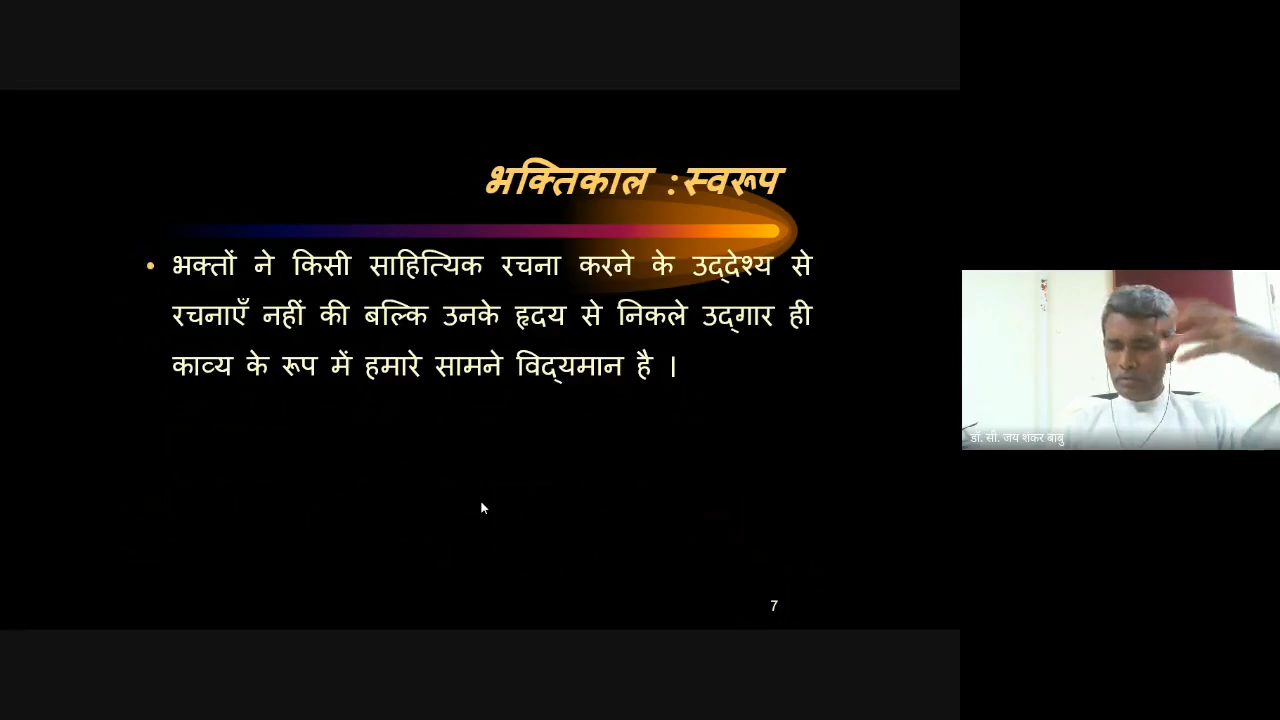 भक्तिकाल :स्वरूप
• भक्तों ने किसी साहित्यिक रचना करने के उद्देश्य से
रचनाएँ नहीं की बल्कि उनके हृदय से निकले उद्‌गार ही
काव्य के रूप में हमारे सामने विद्‌यमान है ।
7
डॉ. सी. जय शंकर बाबु